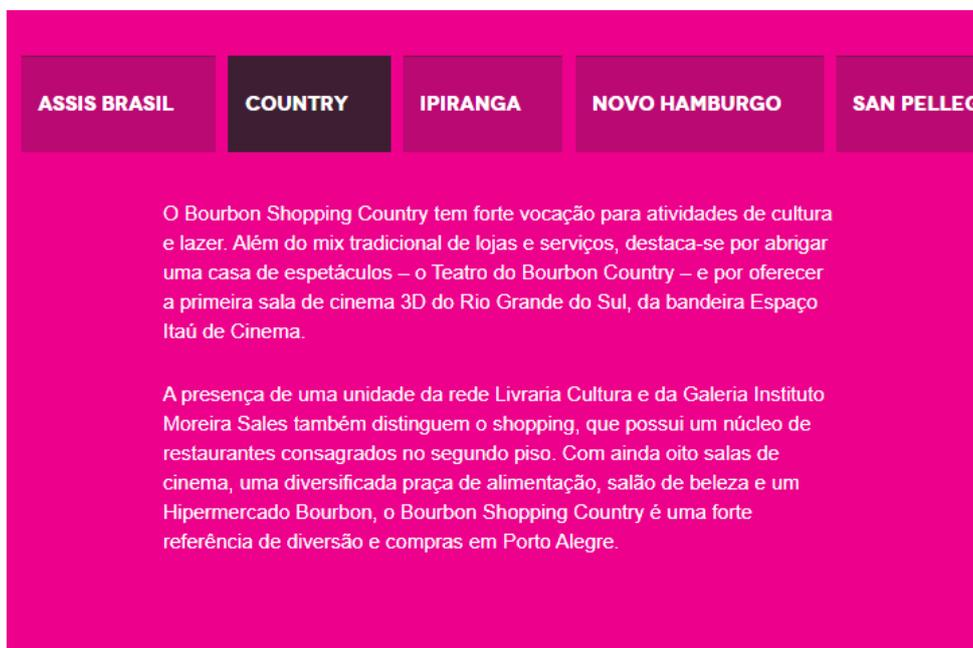 ASSIS BRASIL COUNTRY IPIRANGA NOVO HAMBURGO SAN PELLEG
O Bourbon Shopping Country tem forte vocação para atividades de cultura
e lazer. Além do mix tradicional de lojas e serviços, destaca-se por abrigar
uma casa de espetáculos – o Teatro do Bourbon Country – e por oferecer
a primeira sala de cinema 3D do Rio Grande do Sul, da bandeira Espaço
Itaú de Cinema.
A presença de uma unidade da rede Livraria Cultura e da Galeria Instituto
Moreira Sales também distinguem o shopping, que possui um núcleo de
restaurantes consagrados no segundo piso. Com ainda oito salas de
cinema, uma diversificada praça de alimentação, salão de beleza e um
Hipermercado Bourbon, o Bourbon Shopping Country é uma forte
referência de diversão e compras em Porto Alegre.